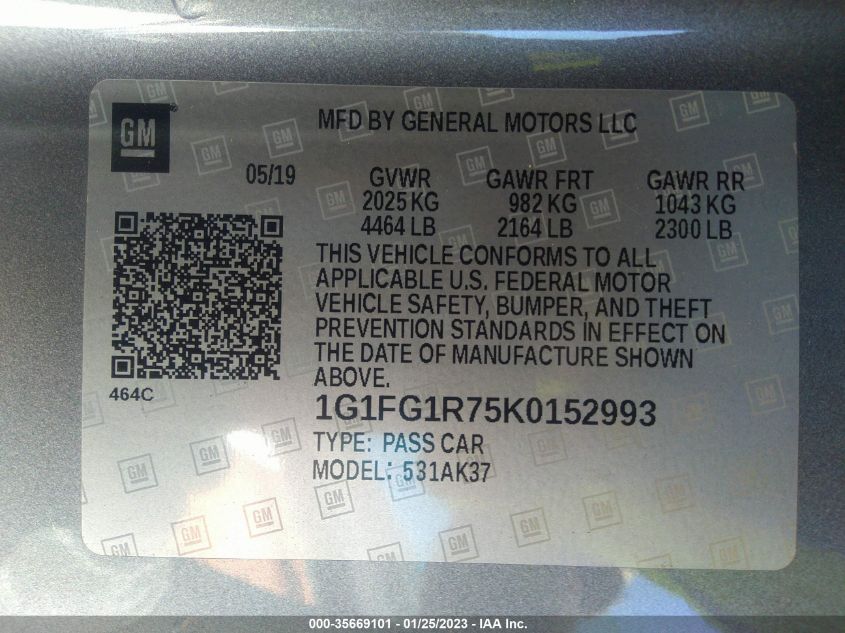 GM
MFD BY GENERAL MOTORS LLC
05/19
GVWR GAWR FRT GAWR RR
2025 KG 982 KG 1043 KG
4464 LB 2164 LB 2300 LB
THIS VEHICLE CONFORMS TO ALL
APPLICABLE U.S. FEDERAL MOTOR
VEHICLE SAFETY, BUMPER, AND THEFT
PREVENTION STANDARDS IN EFFECT ON
THE DATE OF MANUFACTURE SHOWN
ABOVE.
464C
1G1FG1R75K0152993
TYPE: PASS CAR
MODEL: 531AK37
000-35669101 - 01/25/2023 - IAA Inc.